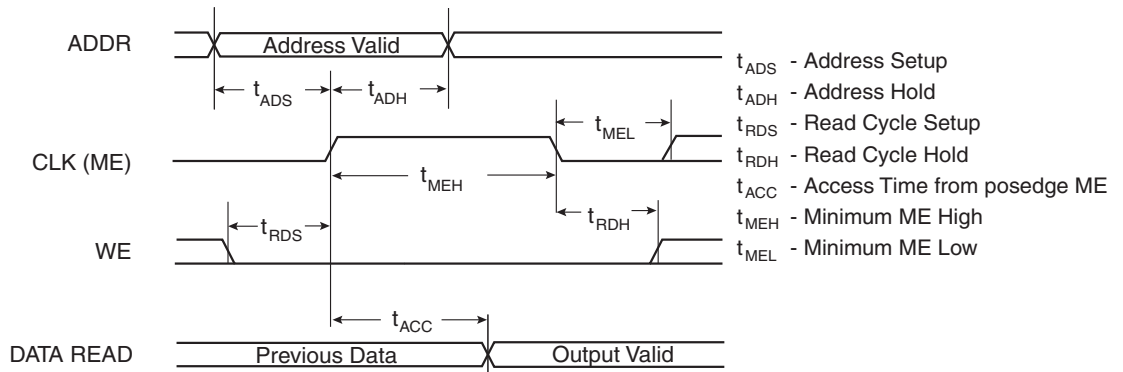 ADDR
Address Valid
tADS
tADH
CLK (ME)
tMEL
tMEH
WE
tRDS
tRDH
tACC
DATA READ
Previous Data
Output Valid
tADS - Address Setup
tADH - Address Hold
tRDS - Read Cycle Setup
tRDH - Read Cycle Hold
tACC - Access Time from posedge ME
tMEH - Minimum ME High
tMEL - Minimum ME Low